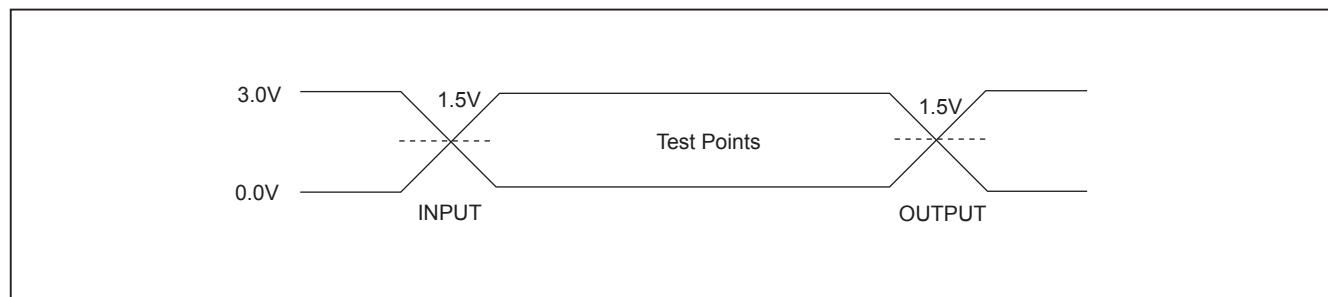 3.0V
1.5V
1.5V
Test Points
0.0V
INPUT
OUTPUT